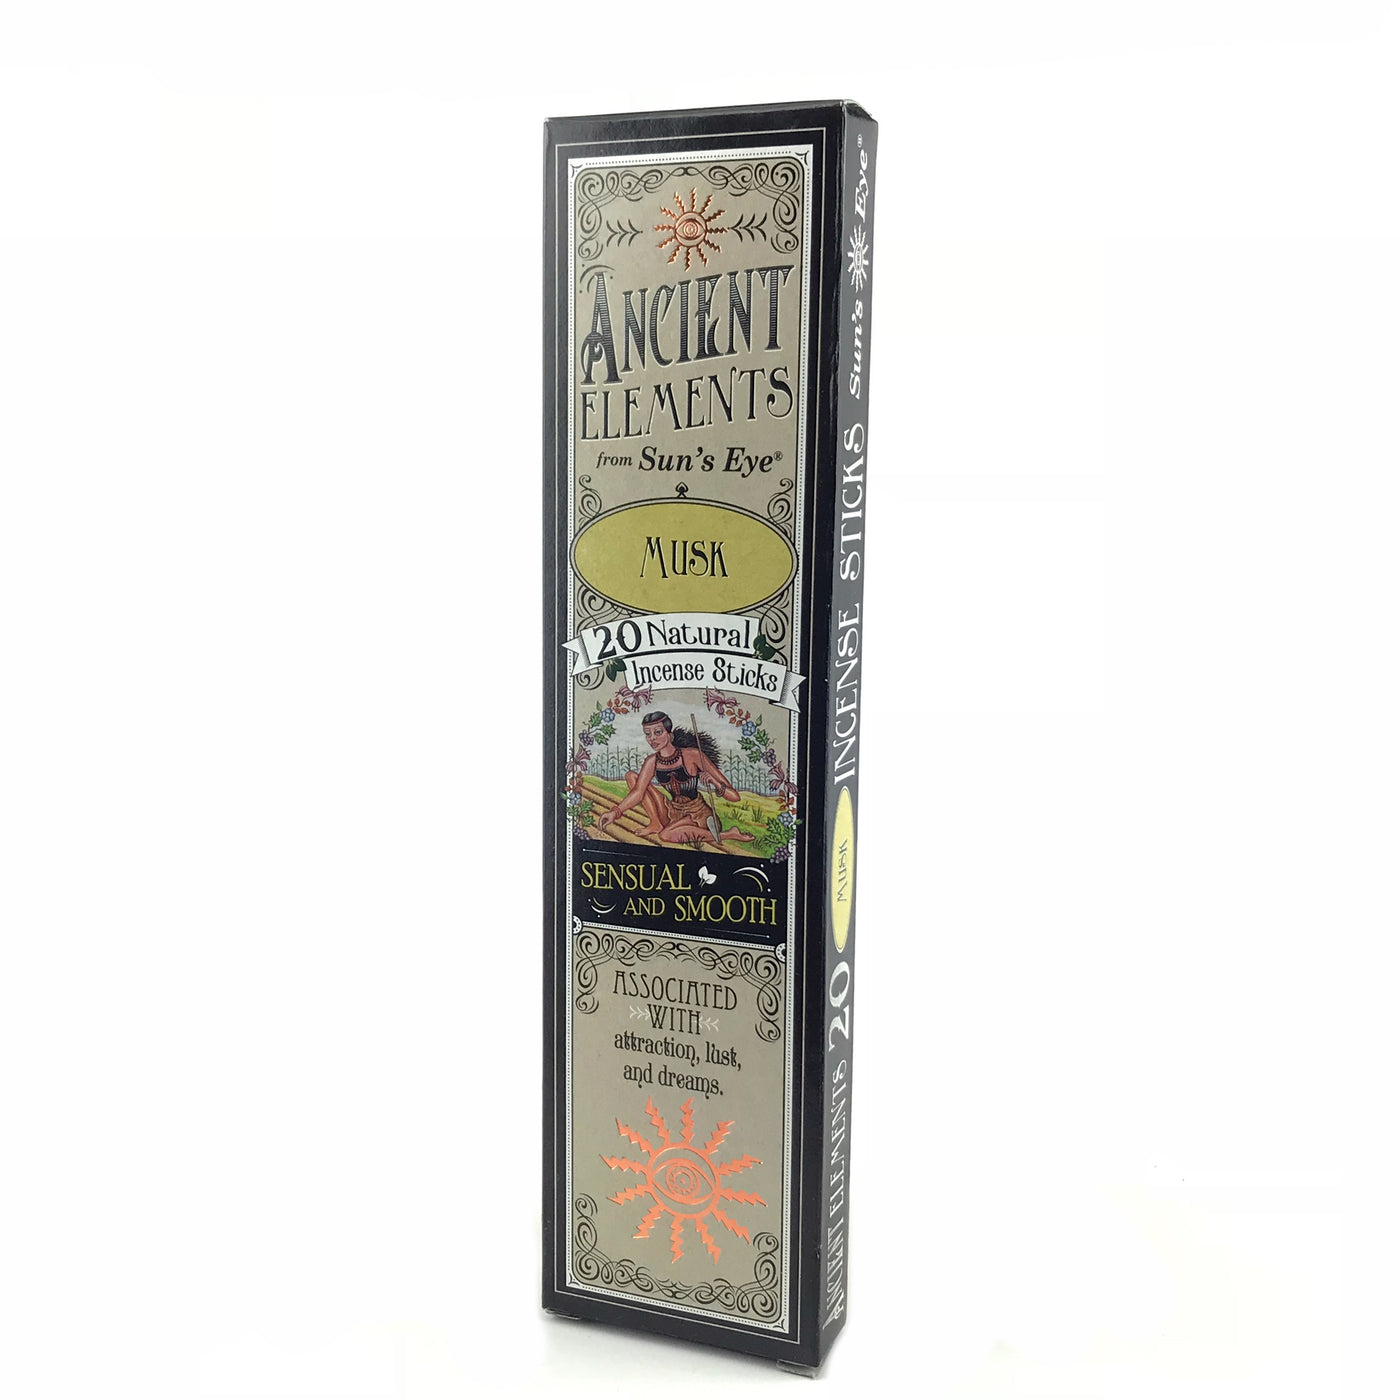 ANCIENT
ELEMENTS
from Sun's Eye®
MUSK
20 Natural
Incense Sticks
SENSUAL
AND SMOOTH
ASSOCIATED
WITH
attraction, lust,
and dreams.
ANCIENT ELEMENTS 20 MUSK INCENSE STICKS Sun's Eye®